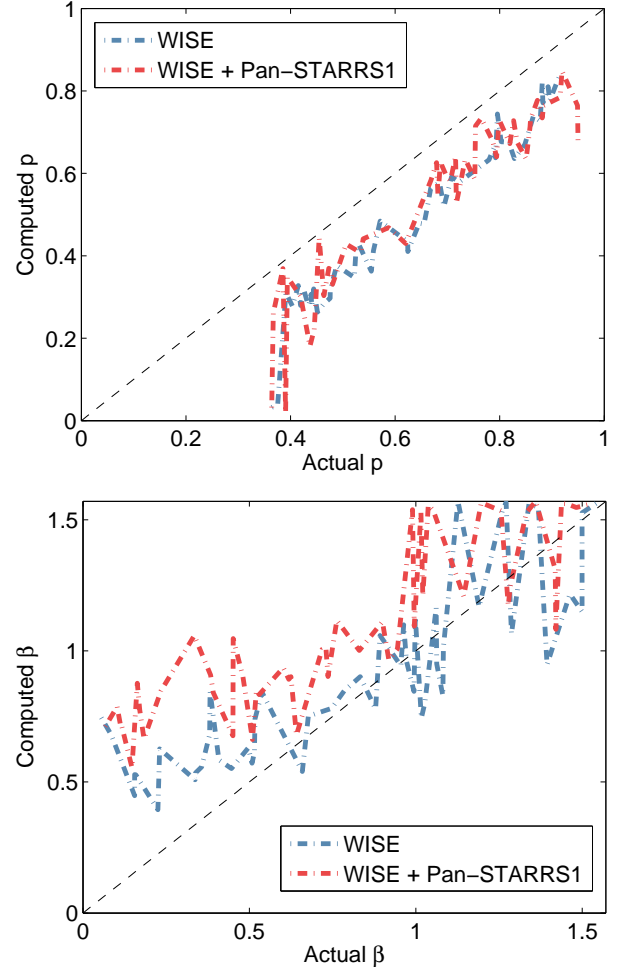 1
WISE
WISE + Pan−STARRS1
0.8
0.6
0.4
0.2
0
0 0.2 0.4 0.6 0.8 1
Computed p
Actual p
1.5
1
0.5
0
WISE
WISE + Pan−STARRS1
0 0.5 1 1.5
Computed β
Actual β